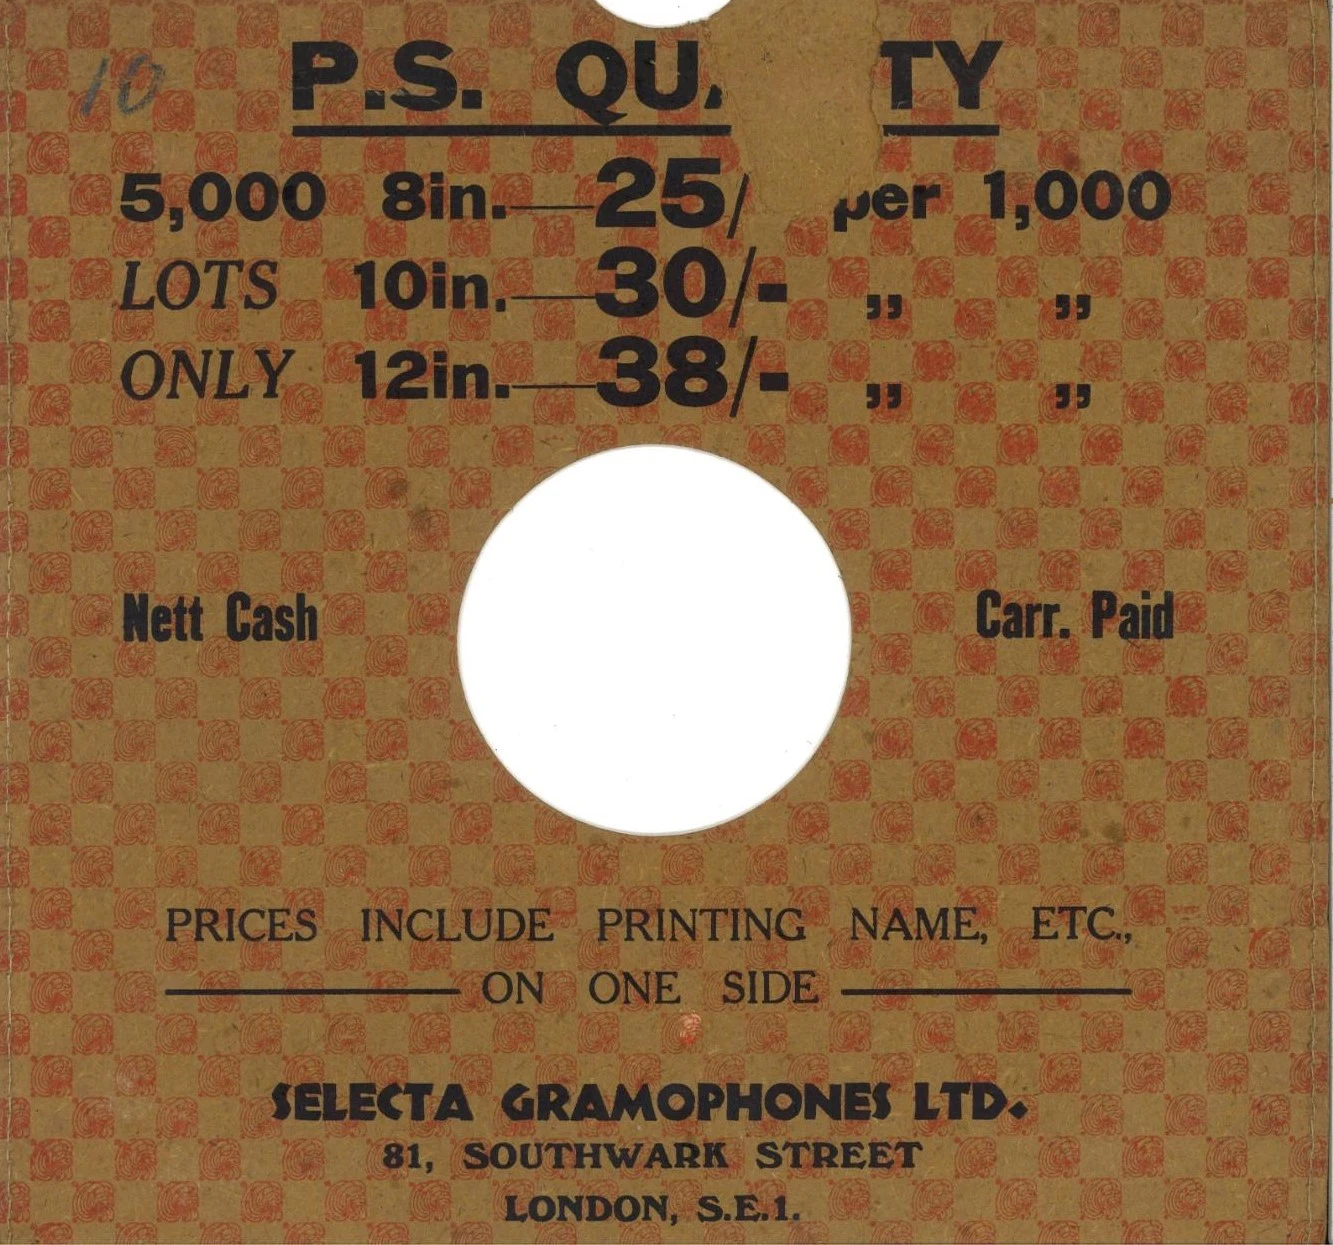 10
P.S. QU TY
5,000 8in.—25/ per 1,000
LOTS 10in.—30/- „ „
ONLY 12in.—38/- „ „
Nett Cash Carr. Paid
PRICES INCLUDE PRINTING NAME, ETC.,
ON ONE SIDE
SELECTA GRAMOPHONES LTD.
81, SOUTHWARK STREET
LONDON, S.E.1.